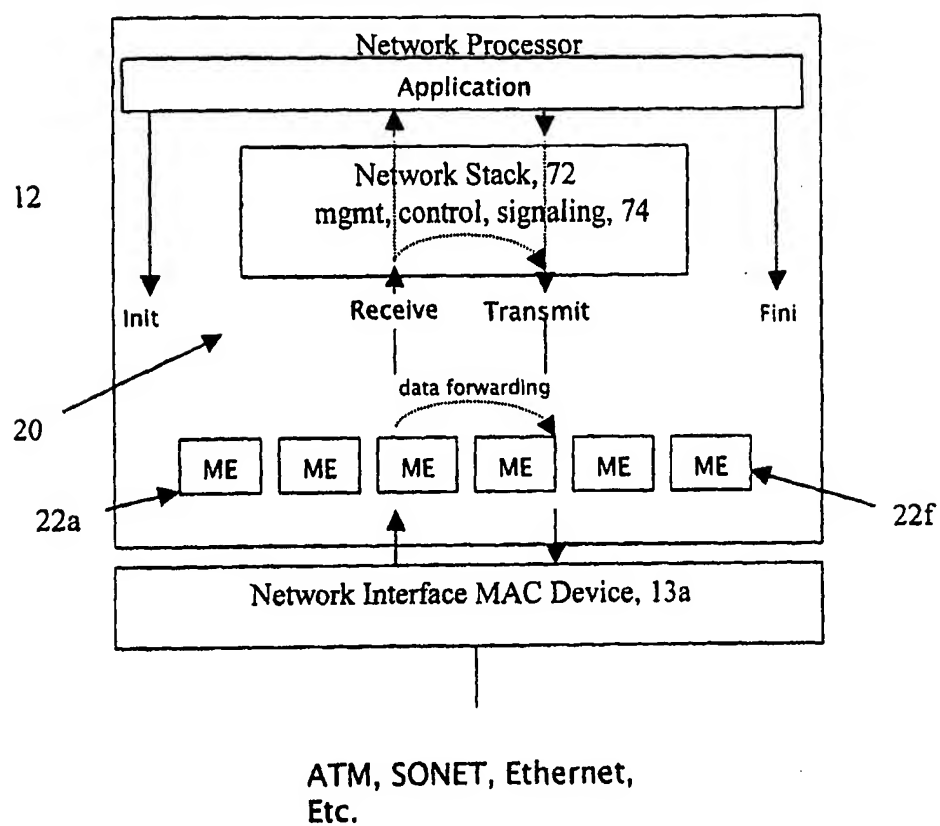 Network Processor
Application
12
Network Stack, 72
mgmt, control, signaling, 74
Init
Receive
Transmit
Fini
data forwarding
20
ME
ME
ME
ME
ME
ME
22a
22f
Network Interface MAC Device, 13a
ATM, SONET, Ethernet,
Etc.